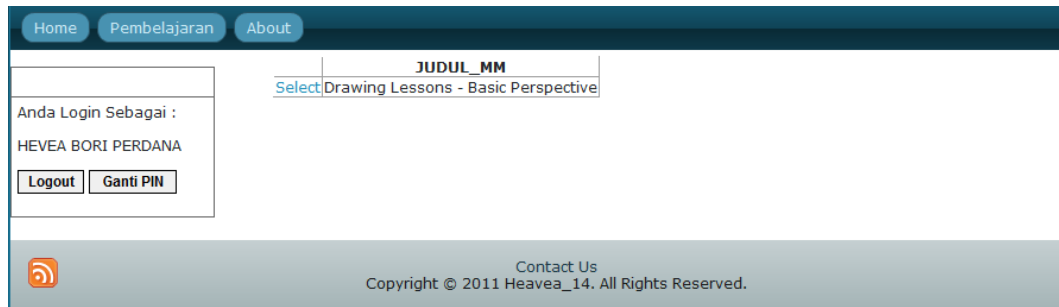 Home Pembelajaran About
Anda Login Sebagai :
HEVEA BORI PERDANA
Logout Ganti PIN
JUDUL_MM
Select Drawing Lessons - Basic Perspective
Contact Us
Copyright © 2011 Heavea_14. All Rights Reserved.